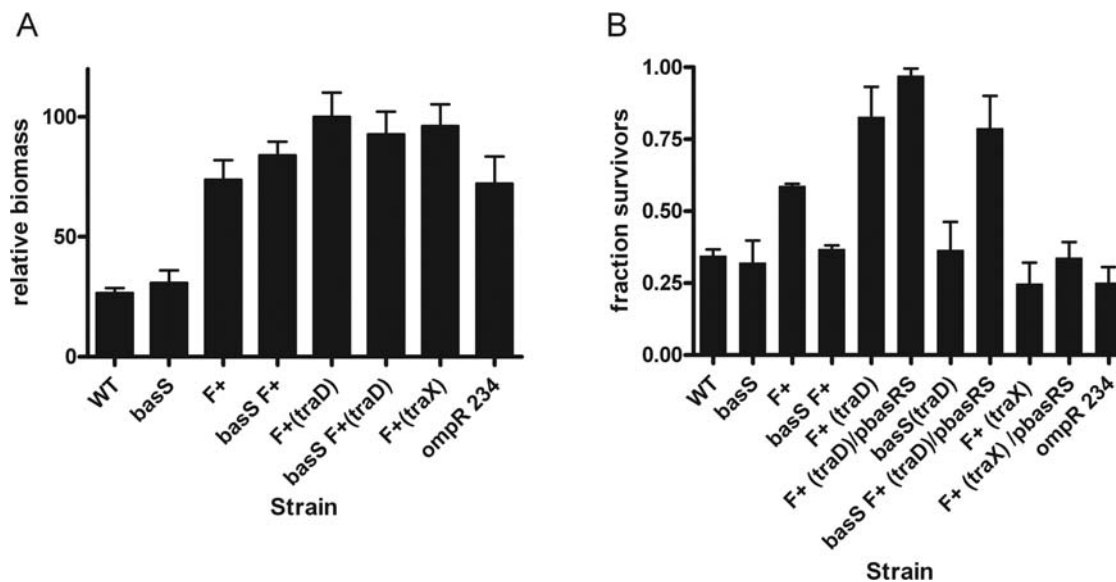 A
relative biomass
100
50
0
WT
basS
F+
basS F+
F+(traD)
basS F+(traD)
F+(traX)
ompR 234
Strain
B
fraction survivors
1.00
0.75
0.50
0.25
0.00
WT
basS
F+
basS F+
F+ (traD)
F+ (traD)/pbasRS
basS(traD)
basS F+ (traD)/pbasRS
F+ (traX)
F+ (traX) /pbasRS
ompR 234
Strain